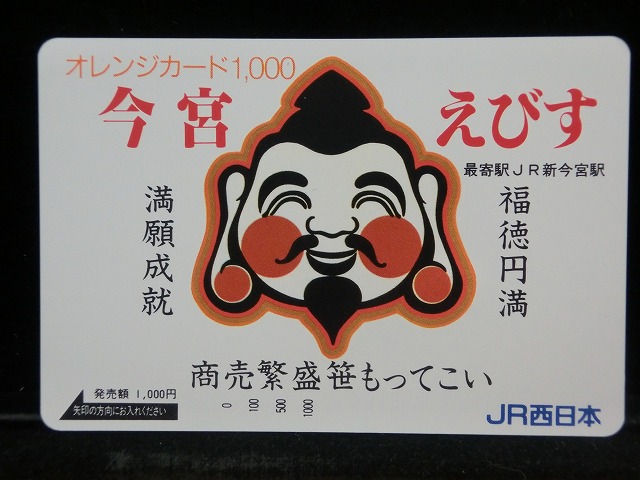 オレンジカード1,000
今宮 えびす
最寄駅JR新今宮駅
福徳円満
満願成就
商売繁盛笹もってこい
発売額 1,000円
矢印の方向にお入れください
0 100 500 1000
JR西日本